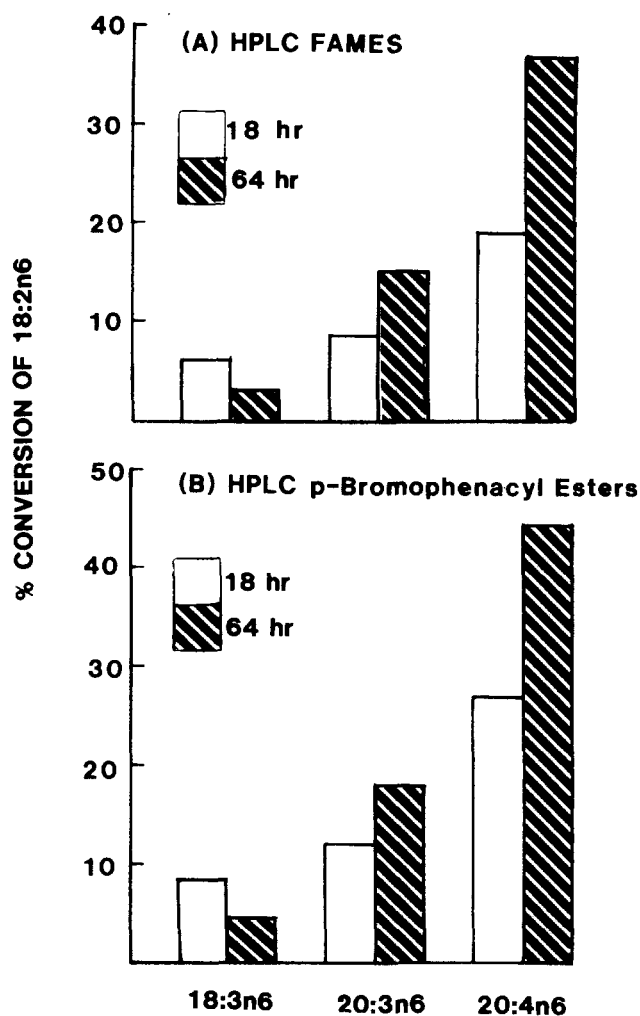 40
(A) HPLC FAMES
30
18 hr
64 hr
20
10
% CONVERSION OF 18:2n6
50
(B) HPLC p-Bromophenacyl Esters
40
18 hr
64 hr
30
20
10
18:3n6 20:3n6 20:4n6